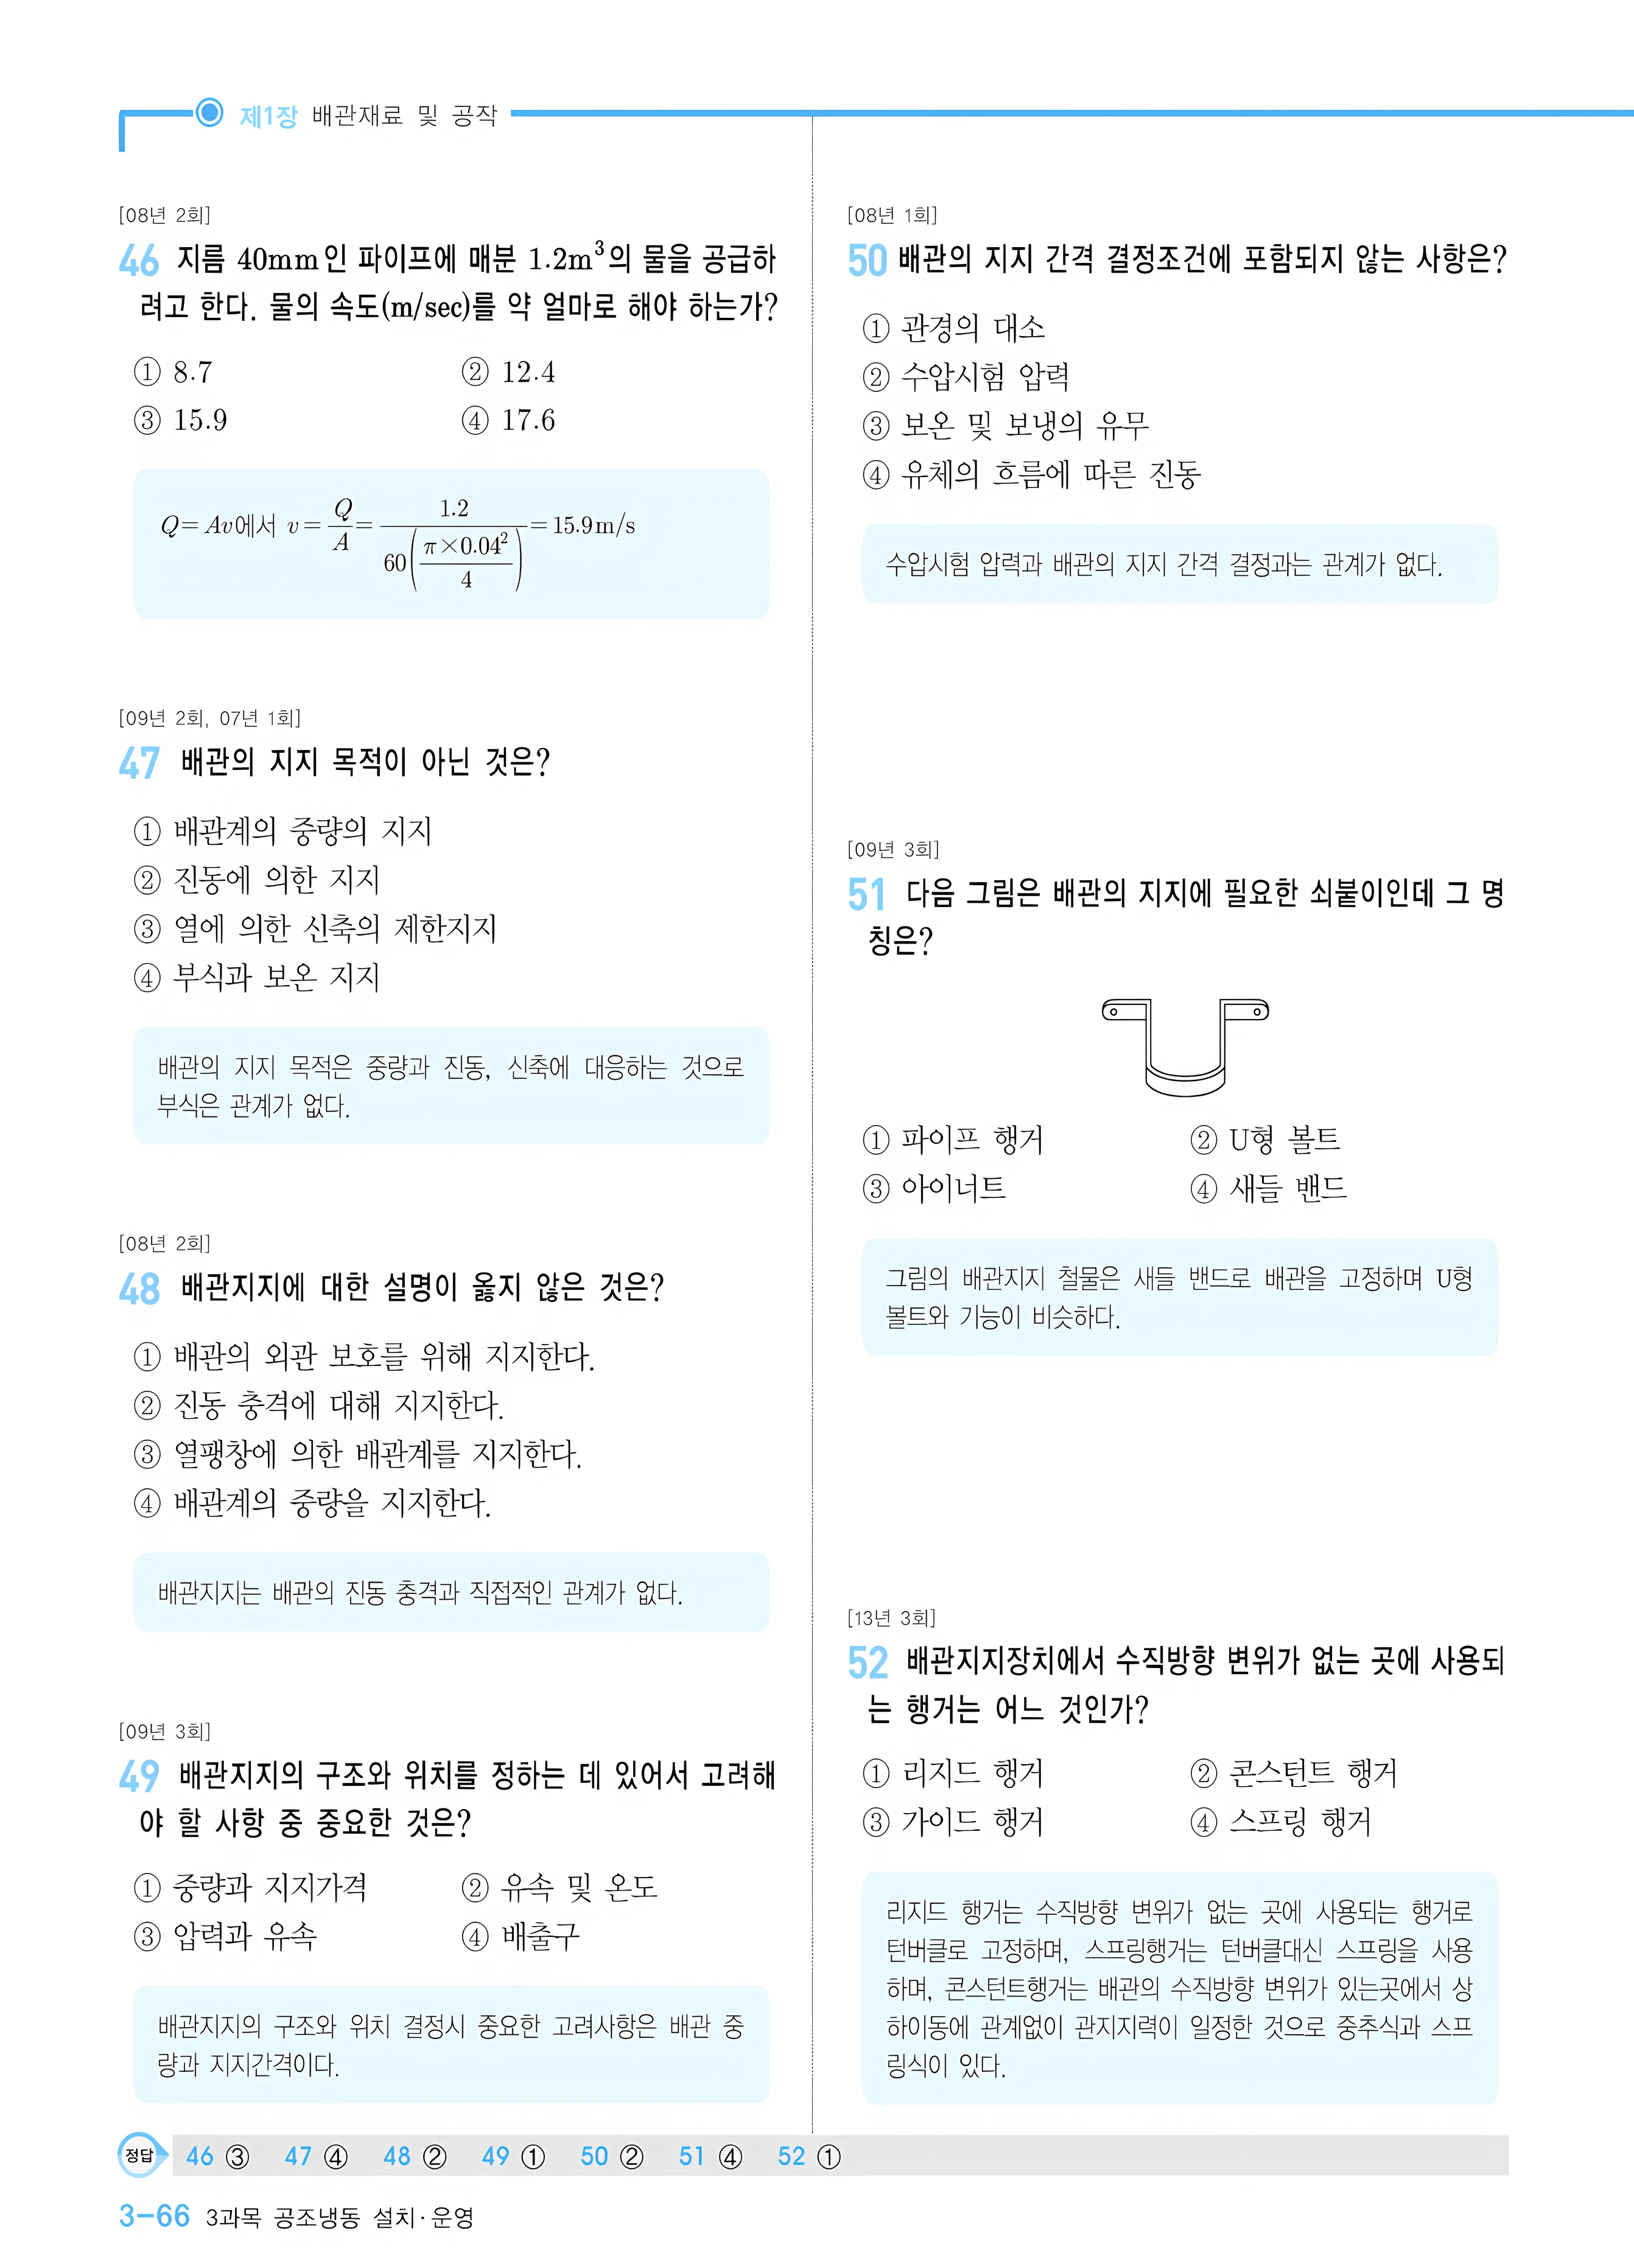 제1장 배관재료 및 공작
[08년 2회]
46 지름 40mm인 파이프에 매분 1.2m³의 물을 공급하
려고 한다. 물의 속도(m/sec)를 약 얼마로 해야 하는가?
① 8.7 ② 12.4
③ 15.9 ④ 17.6
Q=Av에서 v=Q/A=1.2/60(π×0.04²/4)=15.9m/s
[09년 2회, 07년 1회]
47 배관의 지지 목적이 아닌 것은?
① 배관계의 중량의 지지
② 진동에 의한 지지
③ 열에 의한 신축의 제한지지
④ 부식과 보온 지지
배관의 지지 목적은 중량과 진동, 신축에 대응하는 것으로
부식은 관계가 없다.
[08년 2회]
48 배관지지에 대한 설명이 옳지 않은 것은?
① 배관의 외관 보호를 위해 지지한다.
② 진동 충격에 대해 지지한다.
③ 열팽창에 의한 배관계를 지지한다.
④ 배관계의 중량을 지지한다.
배관지지는 배관의 진동 충격과 직접적인 관계가 없다.
[09년 3회]
49 배관지지의 구조와 위치를 정하는 데 있어서 고려해
야 할 사항 중 중요한 것은?
① 중량과 지지가격 ② 유속 및 온도
③ 압력과 유속 ④ 배출구
배관지지의 구조와 위치 결정시 중요한 고려사항은 배관 중
량과 지지간격이다.
[08년 1회]
50 배관의 지지 간격 결정조건에 포함되지 않는 사항은?
① 관경의 대소
② 수압시험 압력
③ 보온 및 보냉의 유무
④ 유체의 흐름에 따른 진동
수압시험 압력과 배관의 지지 간격 결정과는 관계가 없다.
[09년 3회]
51 다음 그림은 배관의 지지에 필요한 쇠붙이인데 그 명
칭은?
① 파이프 행거 ② U형 볼트
③ 아이너트 ④ 새들 밴드
그림의 배관지지 철물은 새들 밴드로 배관을 고정하며 U형
볼트와 기능이 비슷하다.
[13년 3회]
52 배관지지장치에서 수직방향 변위가 없는 곳에 사용되
는 행거는 어느 것인가?
① 리지드 행거 ② 콘스턴트 행거
③ 가이드 행거 ④ 스프링 행거
리지드 행거는 수직방향 변위가 없는 곳에 사용되는 행거로
턴버클로 고정하며, 스프링행거는 턴버클대신 스프링을 사용
하며, 콘스턴트행거는 배관의 수직방향 변위가 있는곳에서 상
하이동에 관계없이 관지지력이 일정한 것으로 중추식과 스프
링식이 있다.
정답 46 ③ 47 ④ 48 ② 49 ① 50 ② 51 ④ 52 ①
3-66 3과목 공조냉동 설치·운영